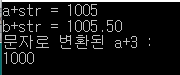 a+str = 1005
b+str = 1005.50
문자로 변환된 a+3 :
1000